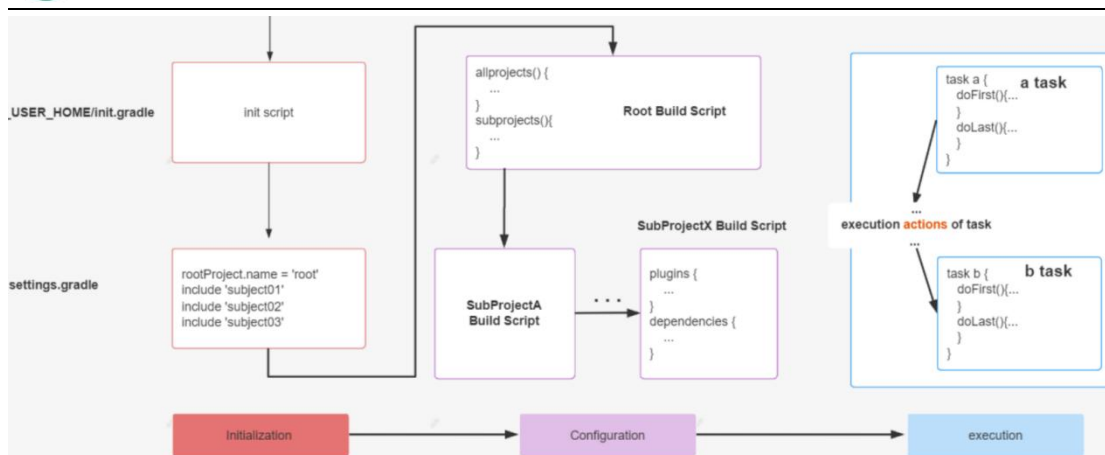 _USER_HOME/init.gradle
init script
settings.gradle
rootProject.name = 'root'
include 'subject01'
include 'subject02'
include 'subject03'
allprojects() {
...
}
subprojects(){
...
}
Root Build Script
SubProjectA
Build Script
...
SubProjectX Build Script
plugins {
...
}
dependencies {
...
}
task a {
doFirst(){...
}
doLast(){...
}
}
a task
...
execution actions of task
...
task b {
doFirst(){...
}
doLast(){...
}
}
b task
Initialization
Configuration
execution